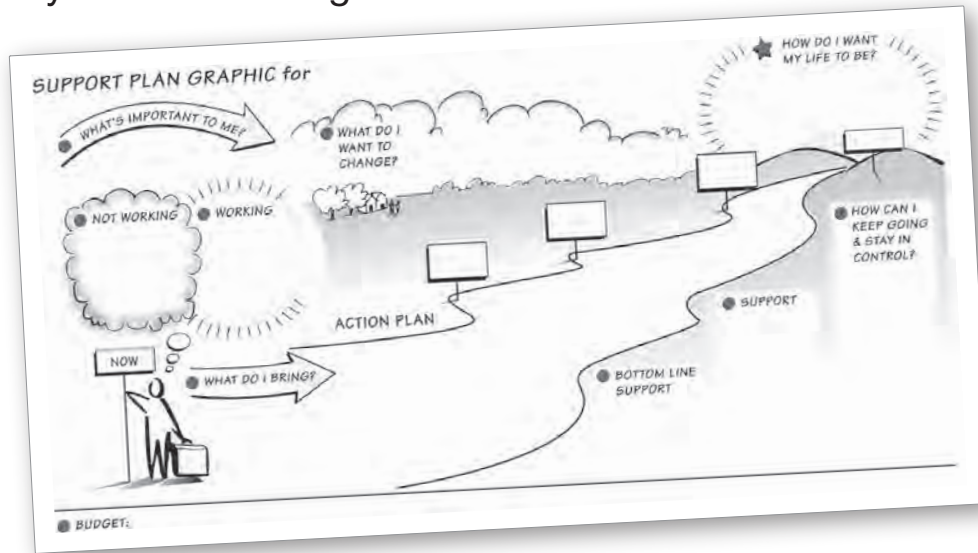 SUPPORT PLAN GRAPHIC for
WHAT'S IMPORTANT TO ME?
WHAT DO I
WANT TO
CHANGE?
HOW DO I WANT
MY LIFE TO BE?
NOT WORKING
WORKING
HOW CAN I
KEEP GOING
& STAY IN
CONTROL?
ACTION PLAN
SUPPORT
NOW
WHAT DO I BRING?
BOTTOM LINE
SUPPORT
BUDGET: